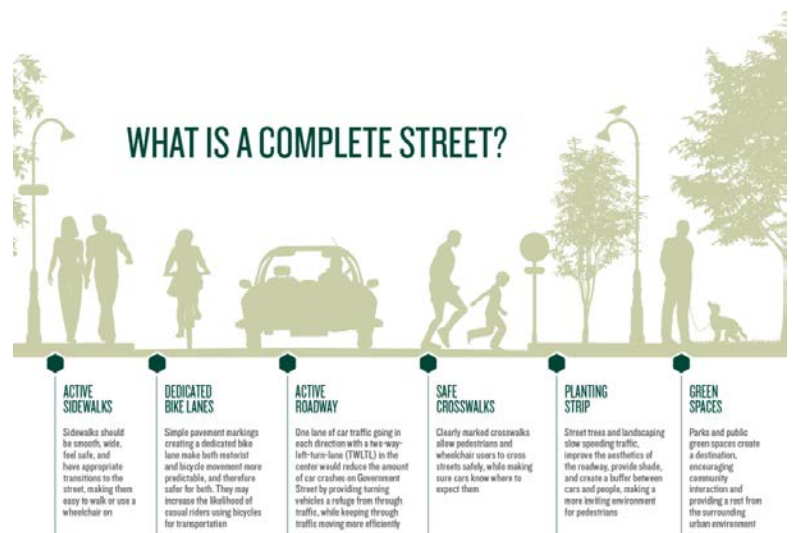 WHAT IS A COMPLETE STREET?
ACTIVE
SIDEWALKS
Sidewalks should
be smooth, wide,
feel safe, and
have appropriate
transitions to the
street, making them
easy to walk or use a
wheelchair on
DEDICATED
BIKE LANES
Simple pavement markings
creating a dedicated bike
lane make both motorist
and bicycle movement more
predictable, and therefore
safer for both. They may
increase the likelihood of
casual riders using bicycles
for transportation
ACTIVE
ROADWAY
One lane of car traffic going in
each direction with a two-way-
left-turn-lane (TWLTL) in the
center would reduce the amount
of car crashes on Government
Street by providing turning
vehicles a refuge from through
traffic, while keeping through
traffic moving more efficiently
SAFE
CROSSWALKS
Clearly marked crosswalks
allow pedestrians and
wheelchair users to cross
streets safely, while making
sure cars know where to
expect them
PLANTING
STRIP
Street trees and landscaping
slow speeding traffic,
improve the aesthetics of
the roadway, provide shade,
and create a buffer between
cars and people, making a
more inviting environment
for pedestrians
GREEN
SPACES
Parks and public
green spaces create
a destination,
encouraging
community
interaction and
providing a rest from
the surrounding
urban environment